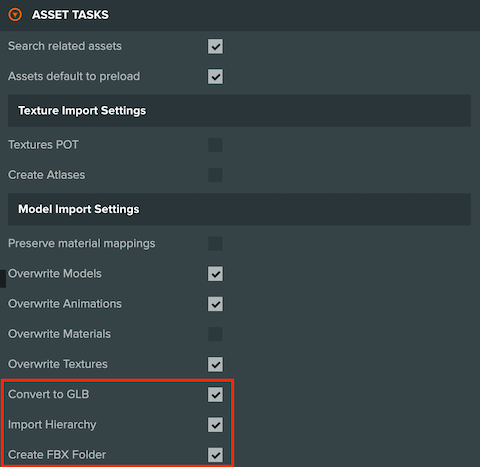 ASSET TASKS
Search related assets
Assets default to preload
Texture Import Settings
Textures POT
Create Atlases
Model Import Settings
Preserve material mappings
Overwrite Models
Overwrite Animations
Overwrite Materials
Overwrite Textures
Convert to GLB
Import Hierarchy
Create FBX Folder